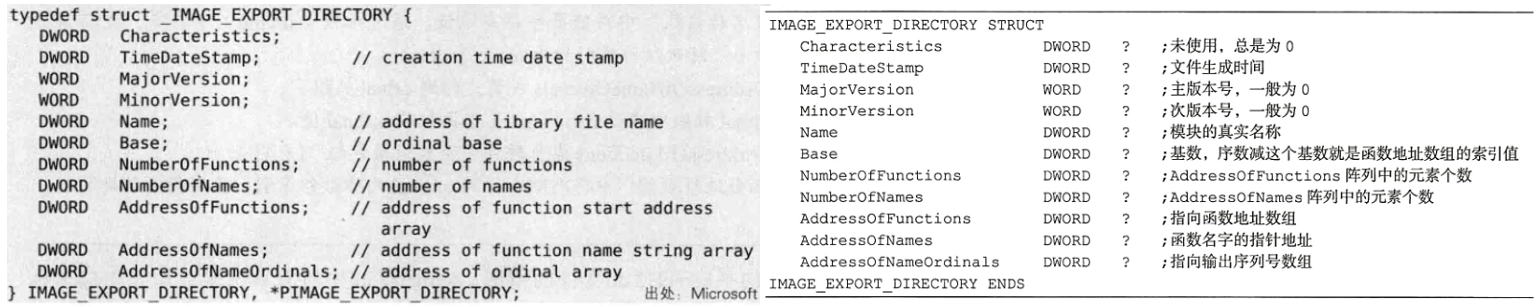 typedef struct _IMAGE_EXPORT_DIRECTORY {
DWORD Characteristics;
DWORD TimeDateStamp; // creation time date stamp
WORD MajorVersion;
WORD MinorVersion;
DWORD Name; // address of library file name
DWORD Base; // ordinal base
DWORD NumberOfFunctions; // number of functions
DWORD NumberOfNames; // number of names
DWORD AddressOfFunctions; // address of function start address
array
DWORD AddressOfNames; // address of function name string array
DWORD AddressOfNameOrdinals; // address of ordinal array
} IMAGE_EXPORT_DIRECTORY, *PIMAGE_EXPORT_DIRECTORY; 出处：Microsoft
IMAGE_EXPORT_DIRECTORY STRUCT
Characteristics DWORD ? ;未使用，总是为 0
TimeDateStamp DWORD ? ;文件生成时间
MajorVersion WORD ? ;主版本号，一般为 0
MinorVersion WORD ? ;次版本号，一般为 0
Name DWORD ? ;模块的真实名称
Base DWORD ? ;基数，序数减这个基数就是函数地址数组的索引值
NumberOfFunctions DWORD ? ;AddressOfFunctions 阵列中的元素个数
NumberOfNames DWORD ? ;AddressOfNames 阵列中的元素个数
AddressOfFunctions DWORD ? ;指向函数地址数组
AddressOfNames DWORD ? ;函数名字的指针地址
AddressOfNameOrdinals DWORD ? ;指向输出序列号数组
IMAGE_EXPORT_DIRECTORY ENDS